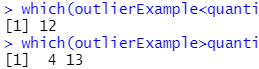 > which(outlierExample<quanti
[1] 12
> which(outlierExample>quanti
[1]  4 13